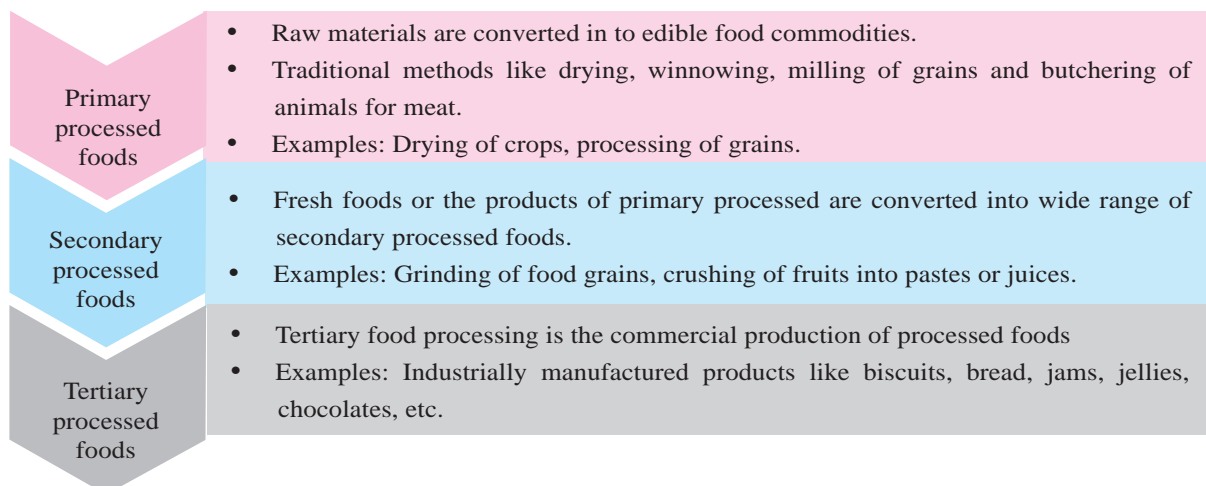 Primary
processed
foods
• Raw materials are converted in to edible food commodities.
• Traditional methods like drying, winnowing, milling of grains and butchering of
animals for meat.
• Examples: Drying of crops, processing of grains.
Secondary
processed
foods
• Fresh foods or the products of primary processed are converted into wide range of
secondary processed foods.
• Examples: Grinding of food grains, crushing of fruits into pastes or juices.
Tertiary
processed
foods
• Tertiary food processing is the commercial production of processed foods
• Examples: Industrially manufactured products like biscuits, bread, jams, jellies,
chocolates, etc.